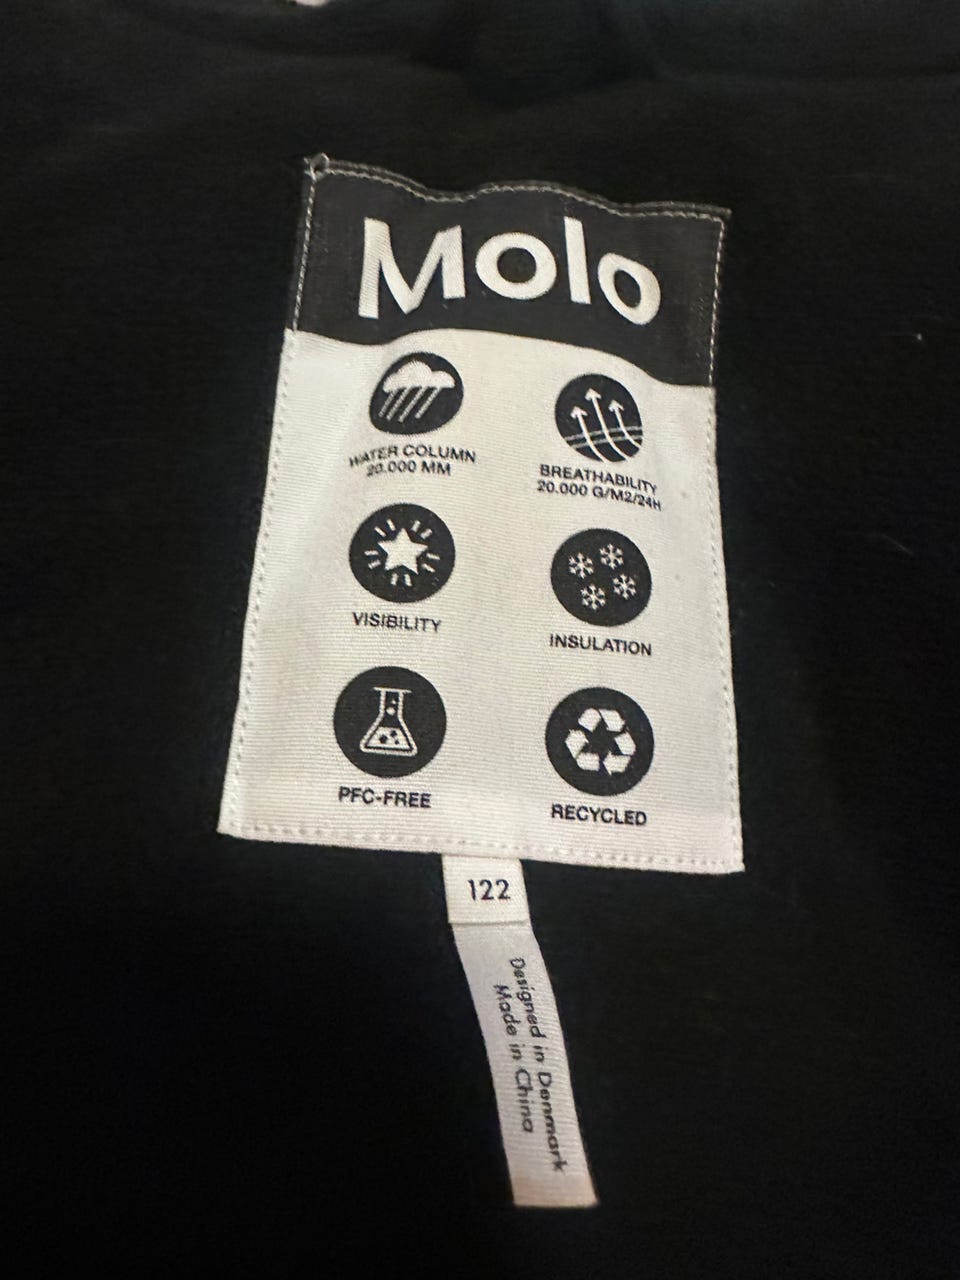 Molo
WATER COLUMN
20.000 MM
BREATHABILITY
20.000 G/M2/24H
VISIBILITY
INSULATION
PFC-FREE
RECYCLED
122
Designed in Denmark
Made in China